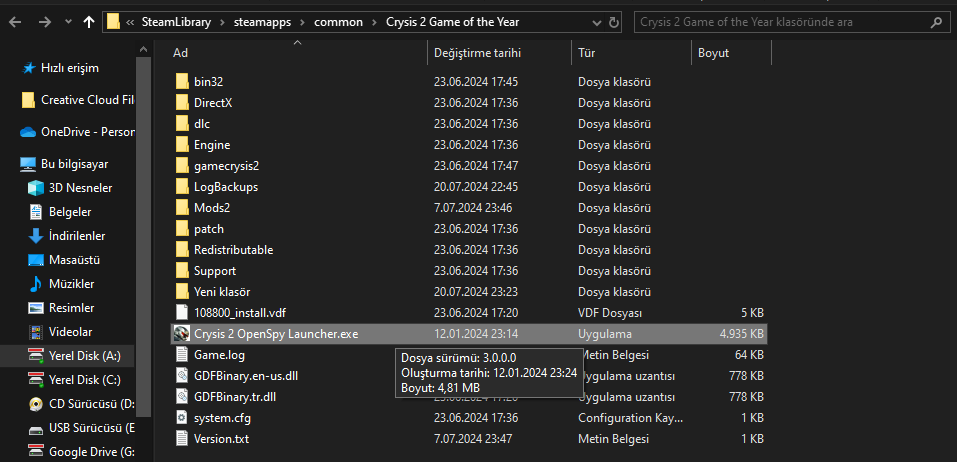 « SteamLibrary > steamapps > common > Crysis 2 Game of the Year
Crysis 2 Game of the Year klasöründe ara
Ad Değiştirme tarihi Tür Boyut
Hızlı erişim
Creative Cloud Fil
OneDrive - Person
Bu bilgisayar
3D Nesneler
Belgeler
İndirilenler
Masaüstü
Müzikler
Resimler
Videolar
Yerel Disk (A:)
Yerel Disk (C:)
CD Sürücüsü (D:
USB Sürücüsü (E
Google Drive (G:
bin32 23.06.2024 17:45 Dosya klasörü
DirectX 23.06.2024 17:36 Dosya klasörü
dlc 23.06.2024 17:36 Dosya klasörü
Engine 23.06.2024 17:36 Dosya klasörü
gamecrysis2 23.06.2024 17:47 Dosya klasörü
LogBackups 20.07.2024 22:45 Dosya klasörü
Mods2 7.07.2024 23:46 Dosya klasörü
patch 23.06.2024 17:36 Dosya klasörü
Redistributable 23.06.2024 17:36 Dosya klasörü
Support 23.06.2024 17:36 Dosya klasörü
Yeni klasör 20.07.2024 23:23 Dosya klasörü
108800_install.vdf 23.06.2024 17:20 VDF Dosyası 5 KB
Crysis 2 OpenSpy Launcher.exe 12.01.2024 23:14 Uygulama 4.935 KB
Game.log Metin Belgesi 64 KB
GDFBinary.en-us.dll uygulama uzantısı 778 KB
GDFBinary.tr.dll uygulama uzantısı 778 KB
system.cfg 23.06.2024 17:36 Configuration Kay... 1 KB
Version.txt 7.07.2024 23:47 Metin Belgesi 1 KB
Dosya sürümü: 3.0.0.0
Oluşturma tarihi: 12.01.2024 23:24
Boyut: 4,81 MB